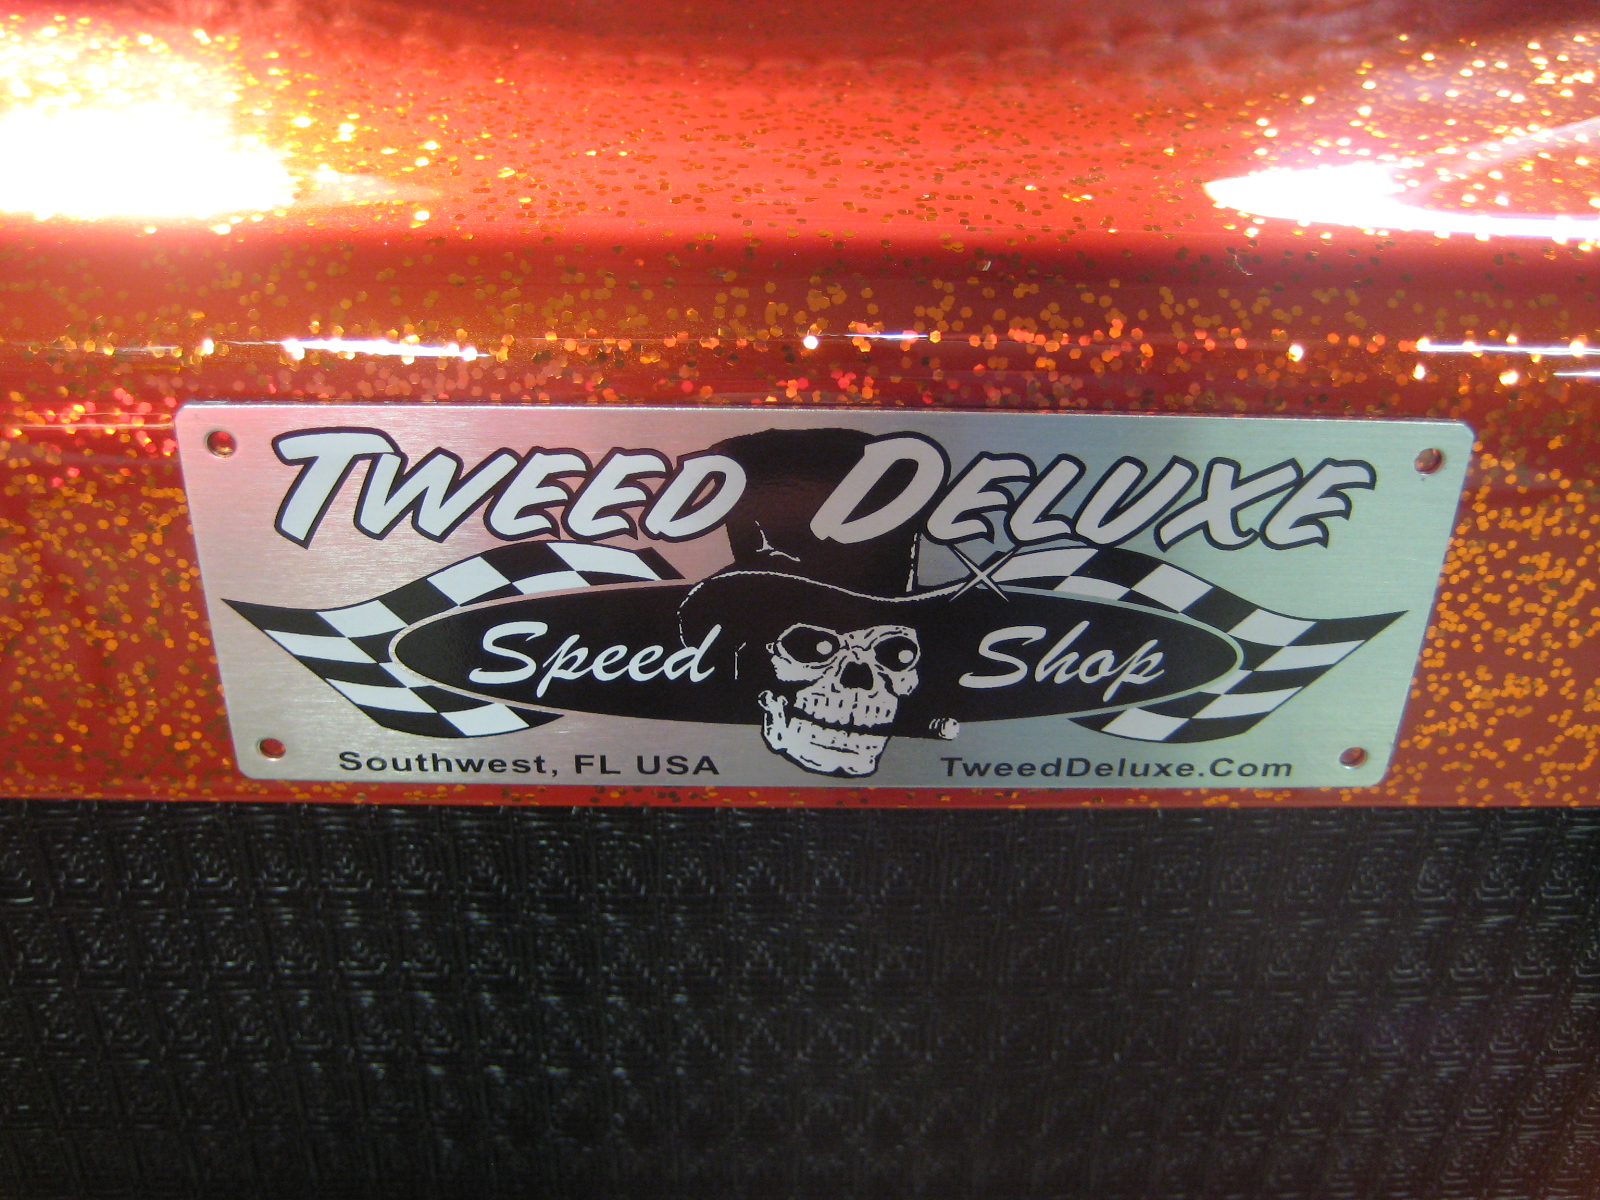 TWEED DELUXE
Speed Shop
Southwest, FL USA
TweedDeluxe.Com